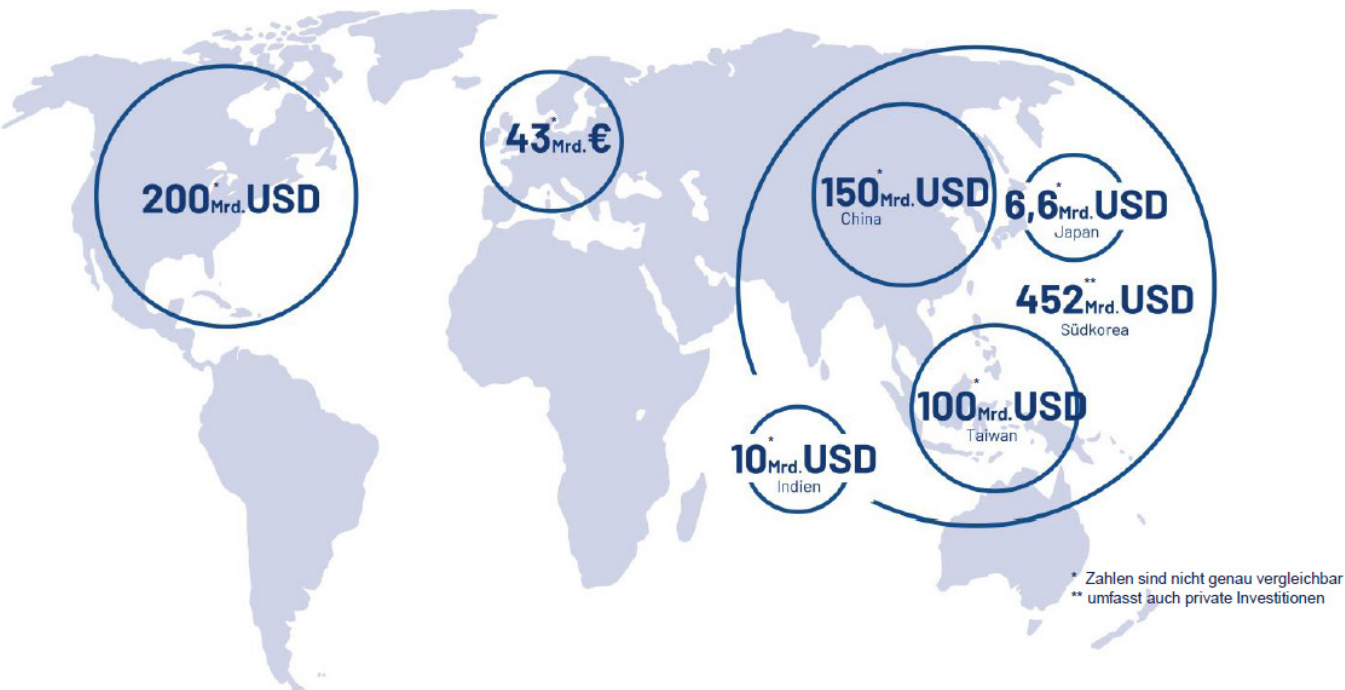 200* Mrd. USD
43* Mrd. €
150* Mrd. USD
China
6,6* Mrd. USD
Japan
452** Mrd. USD
Südkorea
100* Mrd. USD
Taiwan
10* Mrd. USD
Indien
* Zahlen sind nicht genau vergleichbar
** umfasst auch private Investitionen